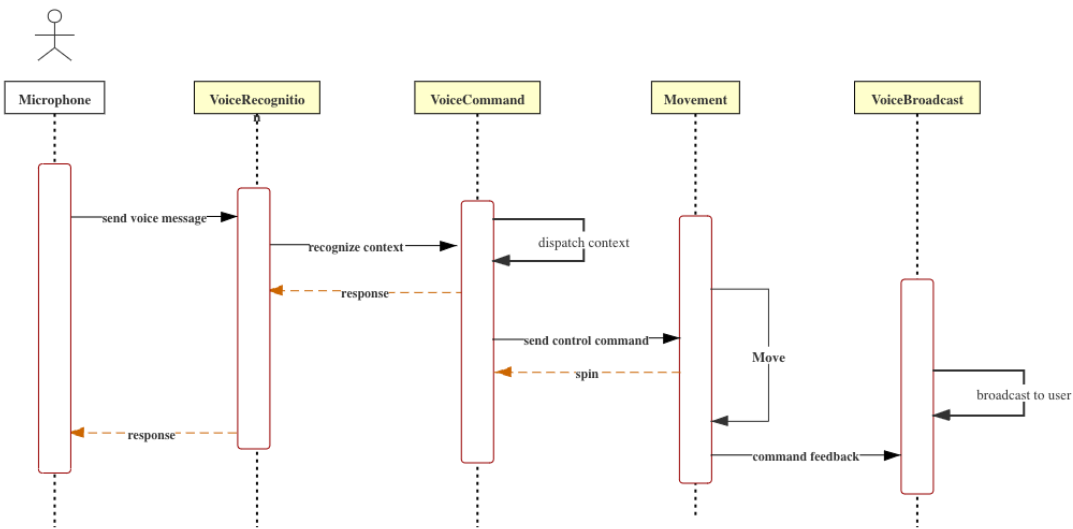 Microphone
VoiceRecognitio
n
VoiceCommand
Movement
VoiceBroadcast
send voice message
recognize context
dispatch context
response
send control command
Move
spin
broadcast to user
response
command feedback